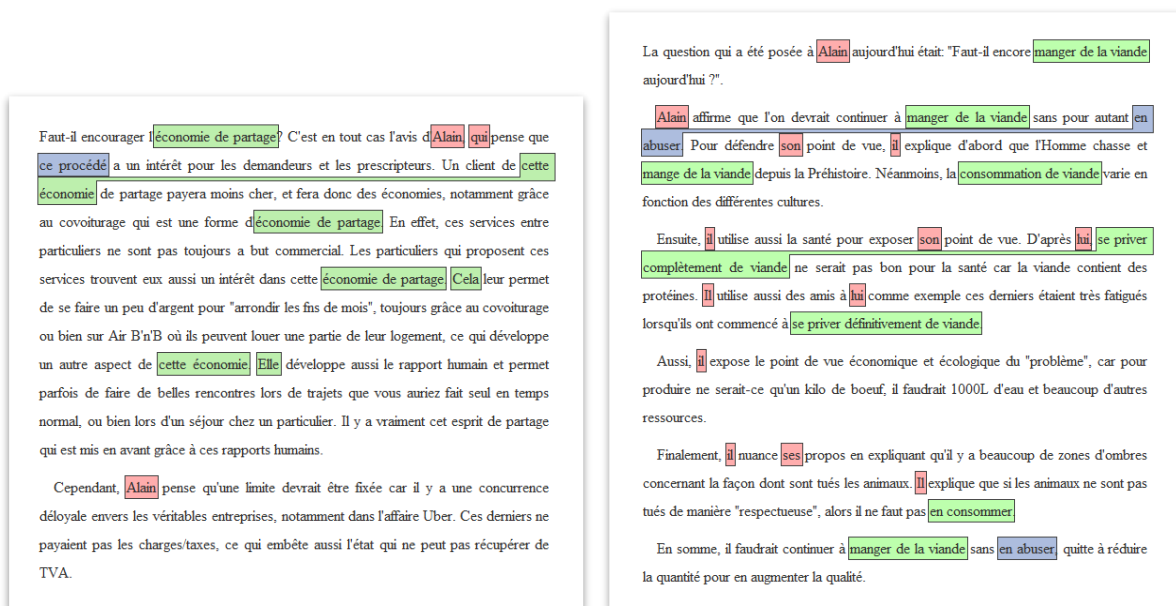 Faut-il encourager l'économie de partage? C'est en tout cas l'avis d'Alain, qui pense que
ce procédé a un intérêt pour les demandeurs et les prescripteurs. Un client de cette
économie de partage payera moins cher, et fera donc des économies, notamment grâce
au covoiturage qui est une forme d'économie de partage. En effet, ces services entre
particuliers ne sont pas toujours a but commercial. Les particuliers qui proposent ces
services trouvent eux aussi un intérêt dans cette économie de partage. Cela leur permet
de se faire un peu d'argent pour "arrondir les fins de mois", toujours grâce au covoiturage
ou bien sur Air B'n'B où ils peuvent louer une partie de leur logement, ce qui développe
un autre aspect de cette économie. Elle développe aussi le rapport humain et permet
parfois de faire de belles rencontres lors de trajets que vous auriez fait seul en temps
normal, ou bien lors d'un séjour chez un particulier. Il y a vraiment cet esprit de partage
qui est mis en avant grâce à ces rapports humains.
Cependant, Alain pense qu'une limite devrait être fixée car il y a une concurrence
déloyale envers les véritables entreprises, notamment dans l'affaire Uber. Ces derniers ne
payaient pas les charges/taxes, ce qui embête aussi l'état qui ne peut pas récupérer de
TVA.
La question qui a été posée à Alain aujourd'hui était: "Faut-il encore manger de la viande
aujourd'hui ?".
Alain affirme que l'on devrait continuer à manger de la viande sans pour autant en
abuser. Pour défendre son point de vue, il explique d'abord que l'Homme chasse et
mange de la viande depuis la Préhistoire. Néanmoins, la consommation de viande varie en
fonction des différentes cultures.
Ensuite, il utilise aussi la santé pour exposer son point de vue. D'après lui, se priver
complètement de viande ne serait pas bon pour la santé car la viande contient des
protéines. Il utilise aussi des amis à lui comme exemple ces derniers étaient très fatigués
lorsqu'ils ont commencé à se priver définitivement de viande.
Aussi, il expose le point de vue économique et écologique du "problème", car pour
produire ne serait-ce qu'un kilo de boeuf, il faudrait 1000L d'eau et beaucoup d'autres
ressources.
Finalement, il nuance ses propos en expliquant qu'il y a beaucoup de zones d'ombres
concernant la façon dont sont tués les animaux. Il explique que si les animaux ne sont pas
tués de manière "respectueuse", alors il ne faut pas en consommer.
En somme, il faudrait continuer à manger de la viande sans en abuser, quitte à réduire
la quantité pour en augmenter la qualité.